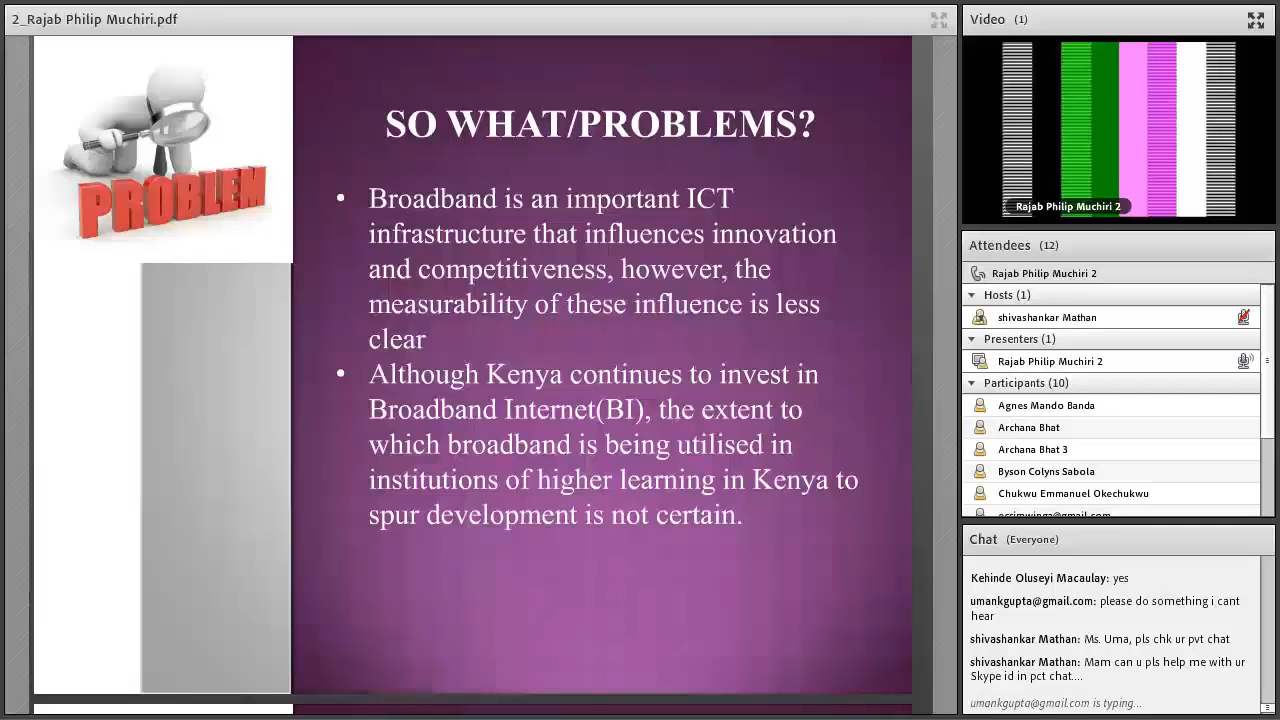 2_Rajab Philip Muchiri.pdf
PROBLEM
SO WHAT/PROBLEMS?
• Broadband is an important ICT
infrastructure that influences innovation
and competitiveness, however, the
measurability of these influence is less
clear
• Although Kenya continues to invest in
Broadband Internet(BI), the extent to
which broadband is being utilised in
institutions of higher learning in Kenya to
spur development is not certain.
Video (1)
Rajab Philip Muchiri 2
Attendees (12)
Rajab Philip Muchiri 2
Hosts (1)
shivashankar Mathan
Presenters (1)
Rajab Philip Muchiri 2
Participants (10)
Agnes Mando Banda
Archana Bhat
Archana Bhat 3
Byson Colyns Sabola
Chukwu Emmanuel Okechukwu
Chat (Everyone)
Kehinde Oluseyi Macaulay: yes
umankgupta@gmail.com: please do something i cant
hear
shivashankar Mathan: Ms. Uma, pls chk ur pvt chat
shivashankar Mathan: Mam can u pls help me with ur
Skype id in pct chat....
umankgupta@gmail.com is typing...